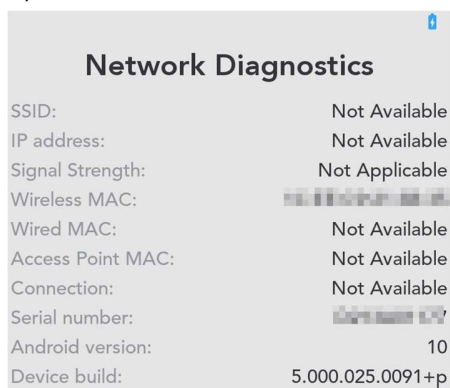 Network Diagnostics
SSID: Not Available
IP address: Not Available
Signal Strength: Not Applicable
Wireless MAC:
Wired MAC: Not Available
Access Point MAC: Not Available
Connection: Not Available
Serial number:
Android version: 10
Device build: 5.000.025.0091+p